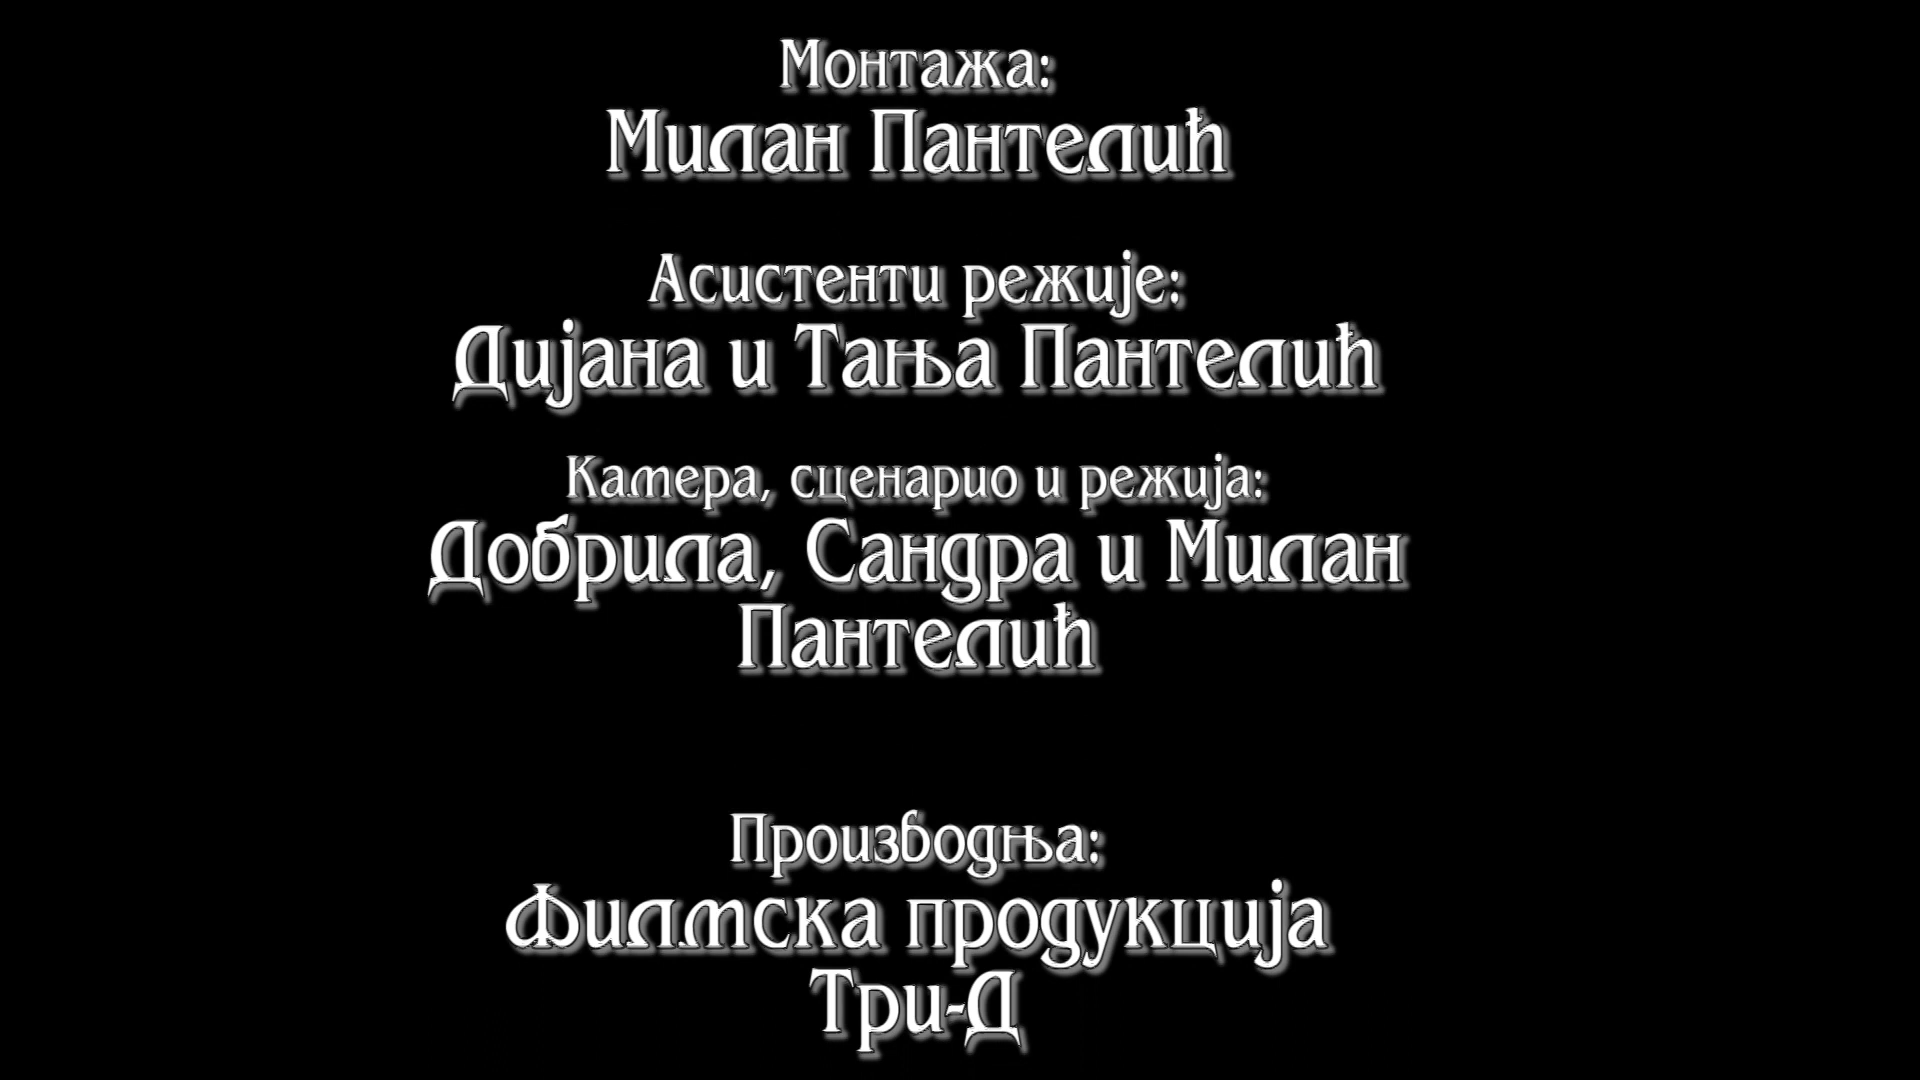 Монтажа:
Милан Пантелић
Асистенти режије:
Дијана и Тања Пантелић
Камера, сценарио и режија:
Добрила, Сандра и Милан
Пантелић
Производња:
Филмска продукција
Три-Д